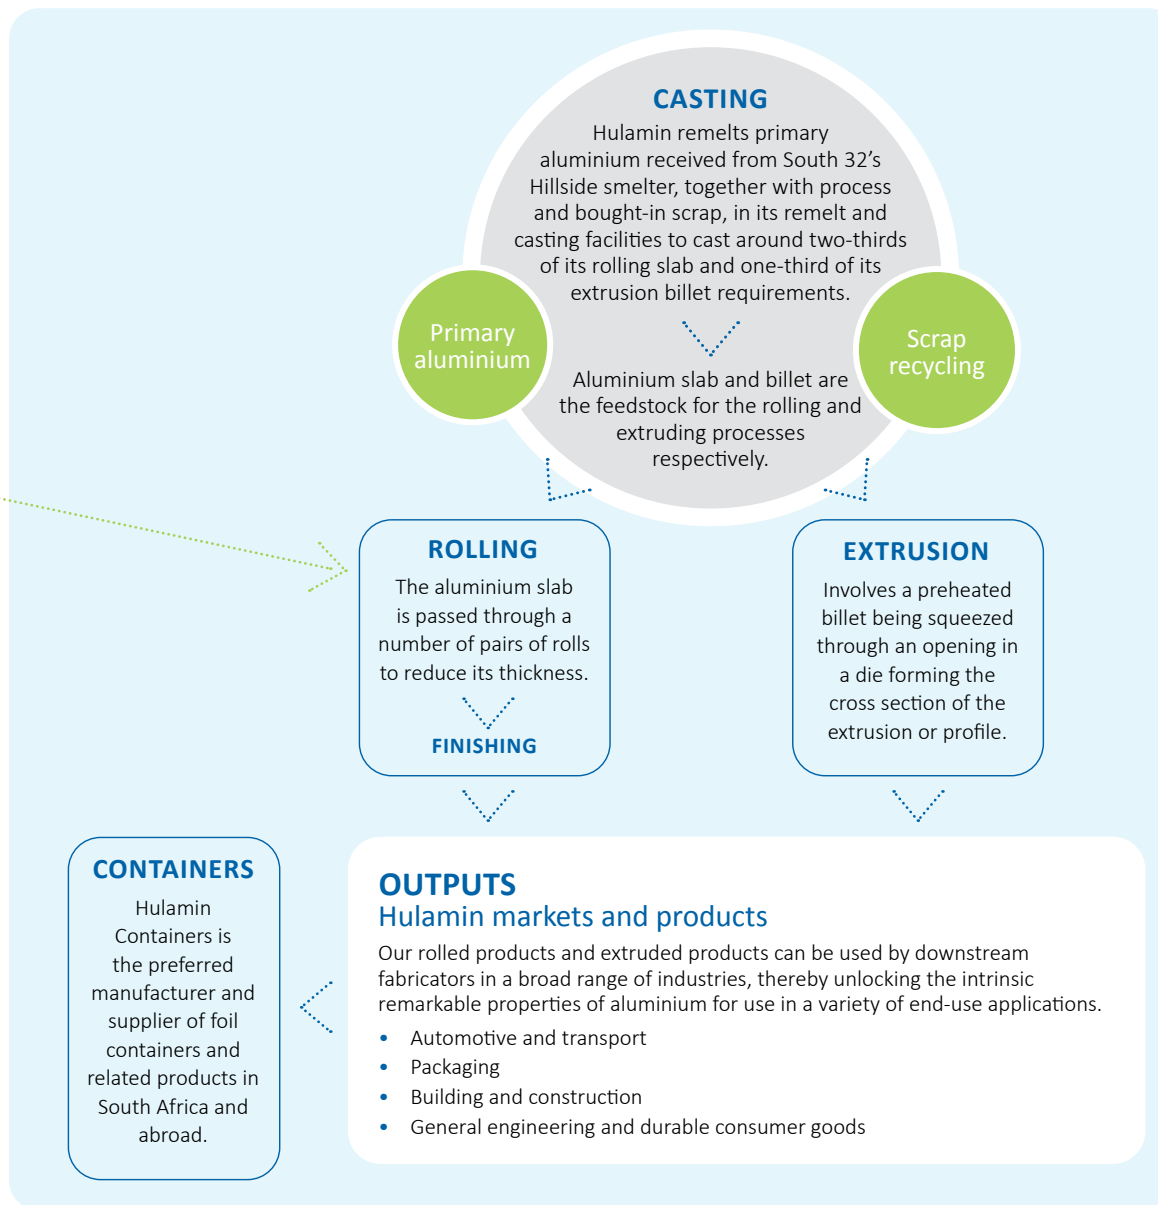 CASTING
Hulamin remelts primary
aluminium received from South 32’s
Hillside smelter, together with process
and bought-in scrap, in its remelt and
casting facilities to cast around two-thirds
of its rolling slab and one-third of its
extrusion billet requirements.
Primary
aluminium
Scrap
recycling
Aluminium slab and billet are
the feedstock for the rolling and
extruding processes
respectively.
ROLLING
The aluminium slab
is passed through a
number of pairs of rolls
to reduce its thickness.
FINISHING
EXTRUSION
Involves a preheated
billet being squeezed
through an opening in
a die forming the
cross section of the
extrusion or profile.
CONTAINERS
Hulamin
Containers is
the preferred
manufacturer and
supplier of foil
containers and
related products in
South Africa and
abroad.
OUTPUTS
Hulamin markets and products
Our rolled products and extruded products can be used by downstream
fabricators in a broad range of industries, thereby unlocking the intrinsic
remarkable properties of aluminium for use in a variety of end-use applications.
• Automotive and transport
• Packaging
• Building and construction
• General engineering and durable consumer goods